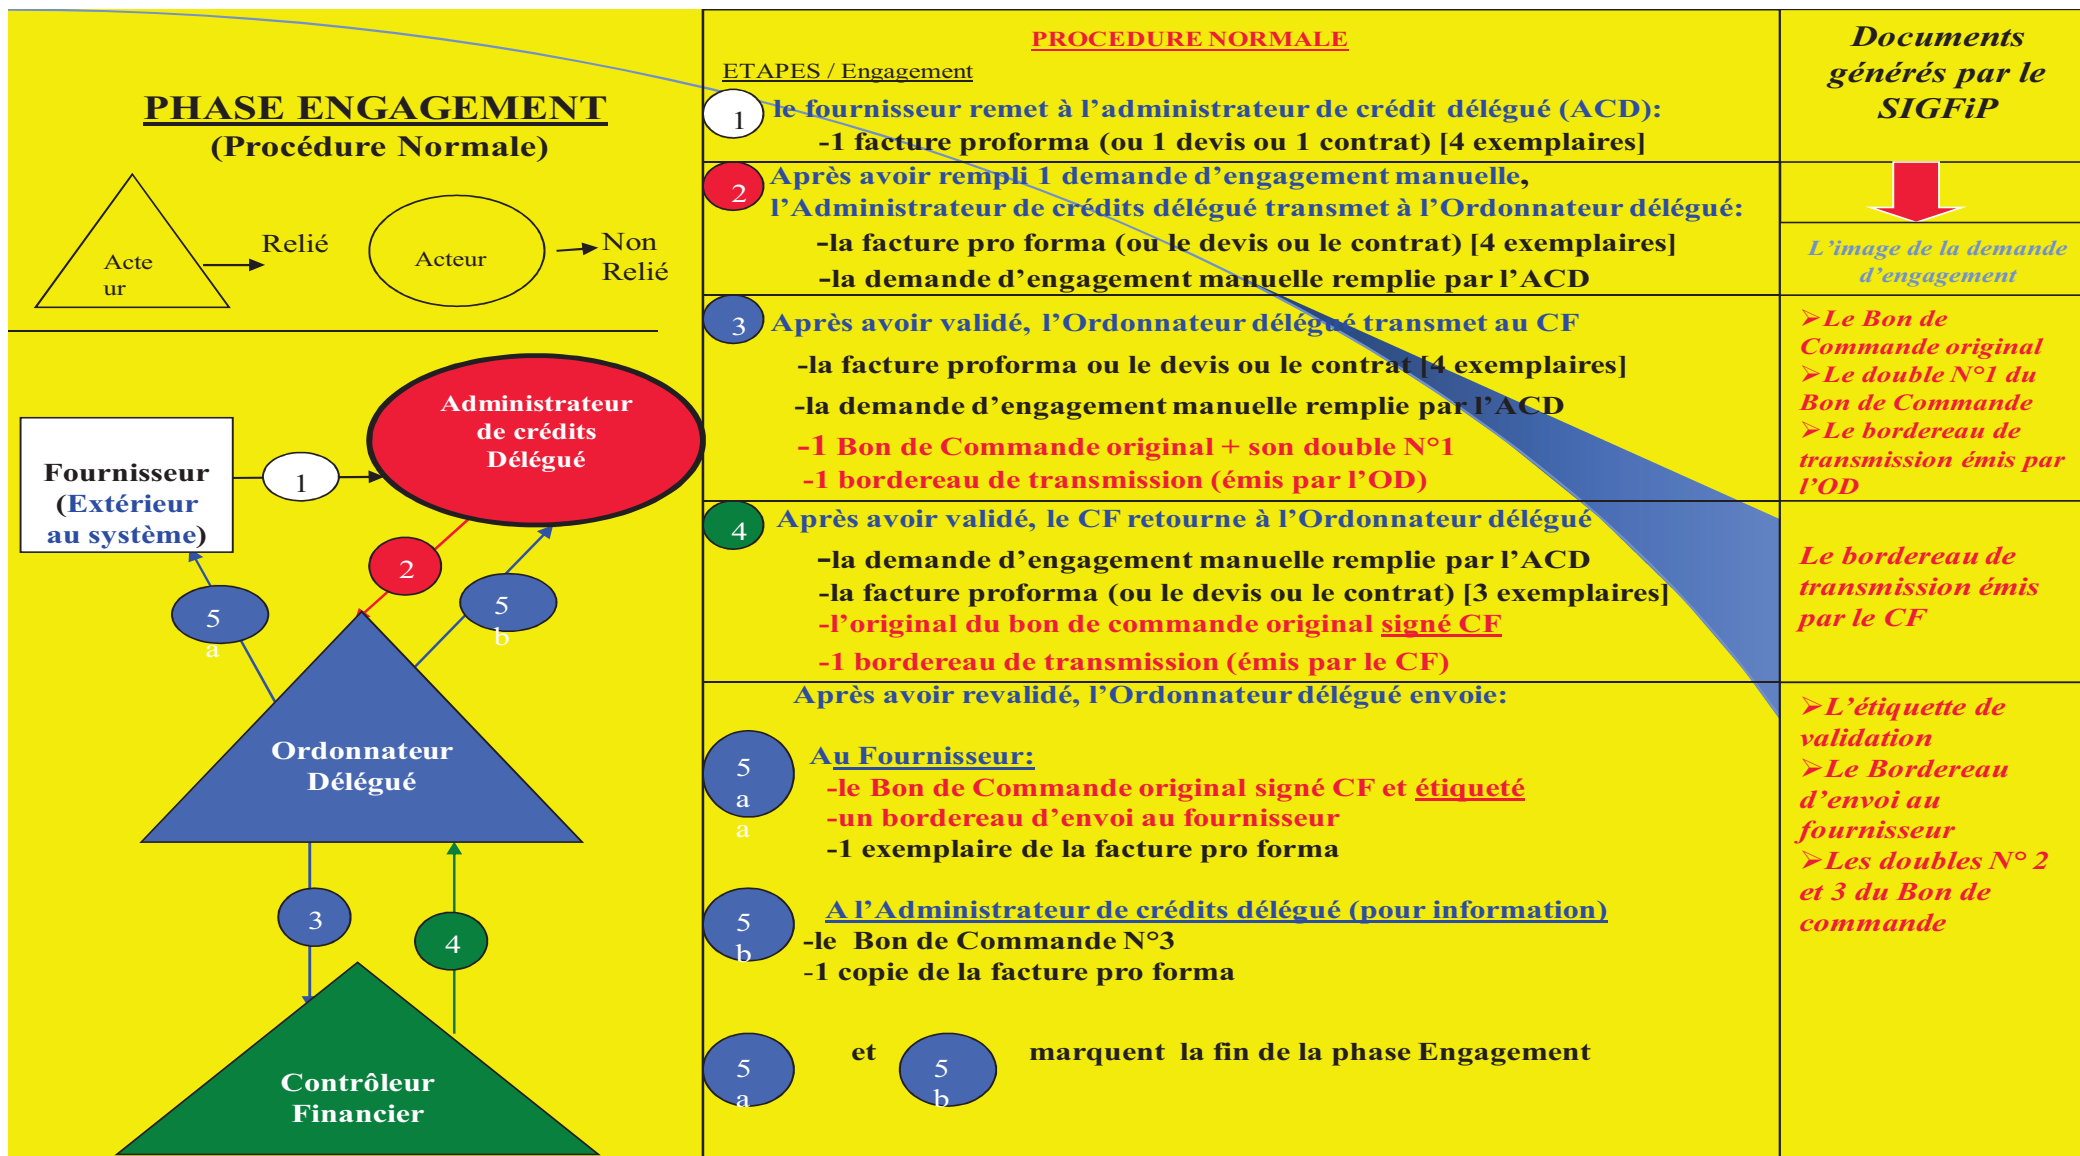 PHASE ENGAGEMENT
(Procédure Normale)
Acte
ur
Relié
Acteur
Non
Relié
Fournisseur
(Extérieur
au système)
1
Administrateur
de crédits
Délégué
2
5
a
5
b
Ordonnateur
Délégué
3
4
Contrôleur
Financier
PROCEDURE NORMALE
ETAPES / Engagement
1
le fournisseur remet à l’administrateur de crédit délégué (ACD):
-1 facture proforma (ou 1 devis ou 1 contrat) [4 exemplaires]
2
Après avoir rempli 1 demande d’engagement manuelle,
l’Administrateur de crédits délégué transmet à l’Ordonnateur délégué:
-la facture pro forma (ou le devis ou le contrat) [4 exemplaires]
-la demande d’engagement manuelle remplie par l’ACD
3
Après avoir validé, l’Ordonnateur délégué transmet au CF
-la facture proforma ou le devis ou le contrat [4 exemplaires]
-la demande d’engagement manuelle remplie par l’ACD
-1 Bon de Commande original + son double N°1
-1 bordereau de transmission (émis par l’OD)
4
Après avoir validé, le CF retourne à l’Ordonnateur délégué
-la demande d’engagement manuelle remplie par l’ACD
-la facture proforma (ou le devis ou le contrat) [3 exemplaires]
-l’original du bon de commande original signé CF
-1 bordereau de transmission (émis par le CF)
Après avoir revalidé, l’Ordonnateur délégué envoie:
5
a
a
Au Fournisseur:
-le Bon de Commande original signé CF et étiqueté
-un bordereau d’envoi au fournisseur
-1 exemplaire de la facture pro forma
5
b
A l’Administrateur de crédits délégué (pour information)
-le Bon de Commande N°3
-1 copie de la facture pro forma
5
a
et
5
b
marquent la fin de la phase Engagement
Documents
générés par le
SIGFiP
L’image de la demande
d’engagement
➢Le Bon de
Commande original
➢Le double N°1 du
Bon de Commande
➢Le bordereau de
transmission émis par
l’OD
Le bordereau de
transmission émis
par le CF
➢L’étiquette de
validation
➢Le Bordereau
d’envoi au
fournisseur
➢Les doubles N° 2
et 3 du Bon de
commande